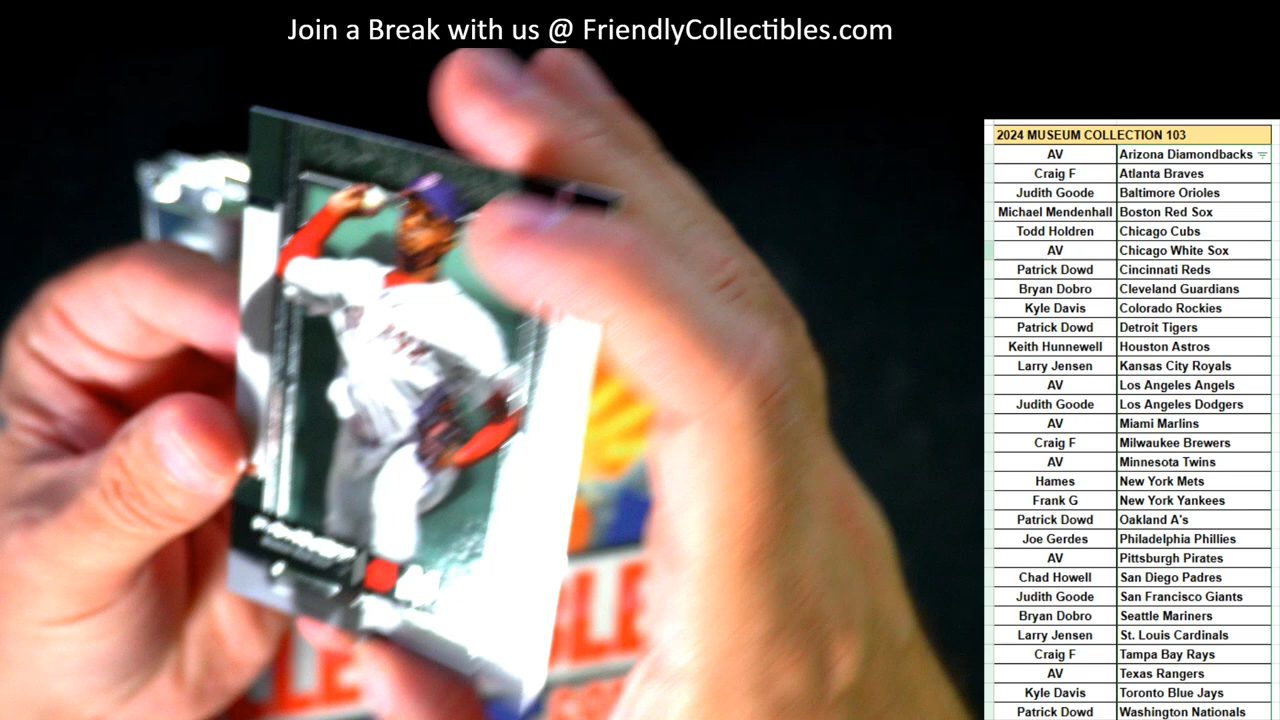 Join a Break with us @ FriendlyCollectibles.com
2024 MUSEUM COLLECTION 103
AV Arizona Diamondbacks
Craig F Atlanta Braves
Judith Goode Baltimore Orioles
Michael Mendenhall Boston Red Sox
Todd Holdren Chicago Cubs
AV Chicago White Sox
Patrick Dowd Cincinnati Reds
Bryan Dobro Cleveland Guardians
Kyle Davis Colorado Rockies
Patrick Dowd Detroit Tigers
Keith Hunnewell Houston Astros
Larry Jensen Kansas City Royals
AV Los Angeles Angels
Judith Goode Los Angeles Dodgers
AV Miami Marlins
Craig F Milwaukee Brewers
AV Minnesota Twins
Hames New York Mets
Frank G New York Yankees
Patrick Dowd Oakland A's
Joe Gerdes Philadelphia Phillies
AV Pittsburgh Pirates
Chad Howell San Diego Padres
Judith Goode San Francisco Giants
Bryan Dobro Seattle Mariners
Larry Jensen St. Louis Cardinals
Craig F Tampa Bay Rays
AV Texas Rangers
Kyle Davis Toronto Blue Jays
Patrick Dowd Washington Nationals